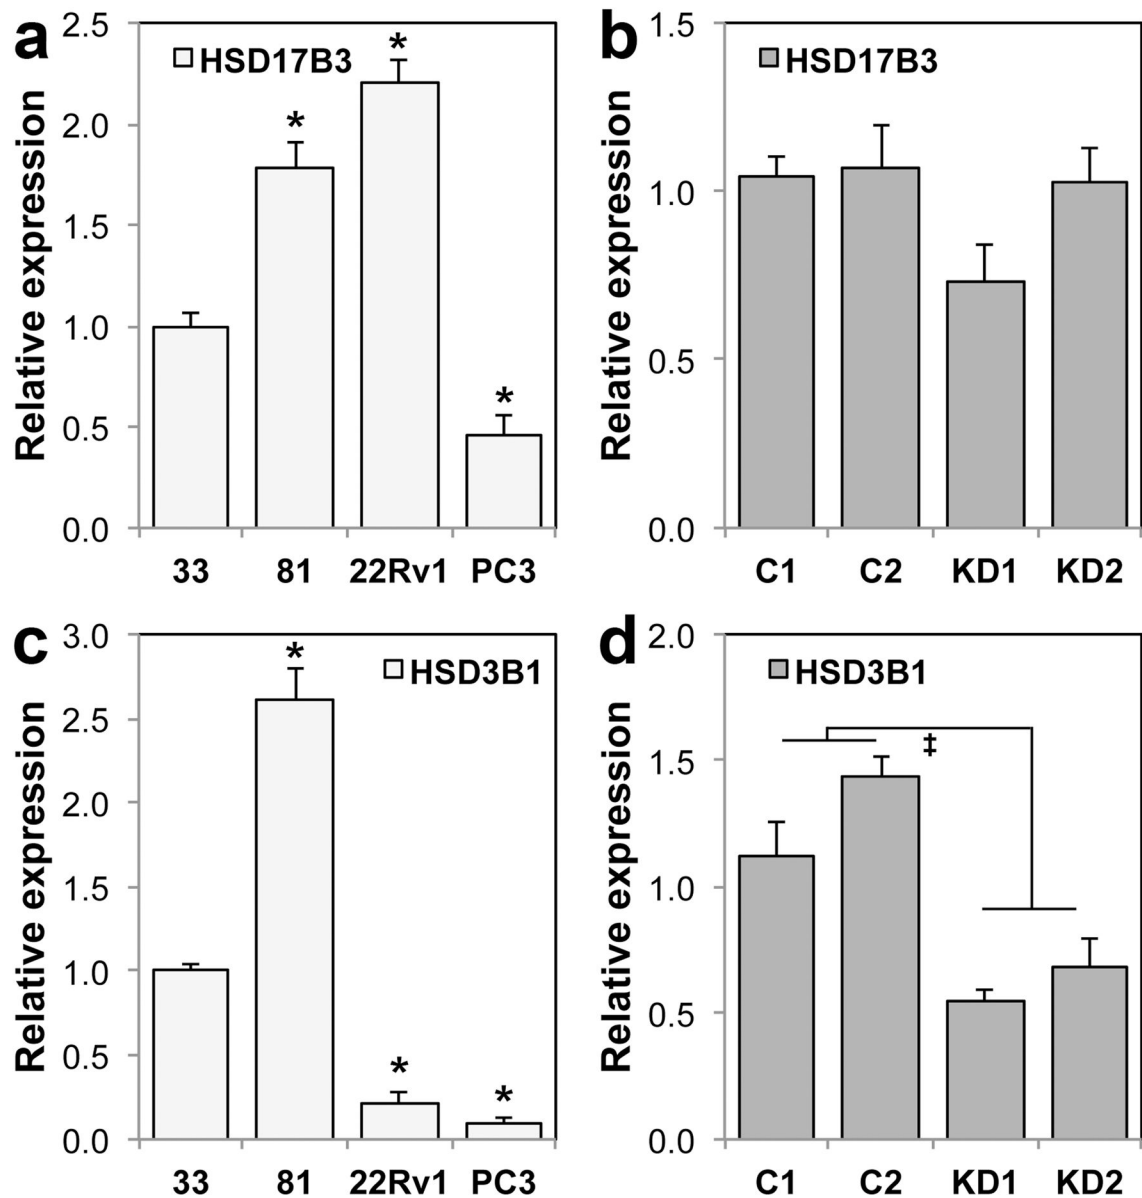 a
HSD17B3
Relative expression
2.5
2.0
1.5
1.0
0.5
0.0
*
*
*
33 81 22Rv1 PC3
b
HSD17B3
Relative expression
1.5
1.0
0.5
0.0
C1 C2 KD1 KD2
c
HSD3B1
Relative expression
3.0
2.5
2.0
1.5
1.0
0.5
0.0
*
*
*
33 81 22Rv1 PC3
d
HSD3B1
Relative expression
2.0
1.5
1.0
0.5
0.0
‡
C1 C2 KD1 KD2